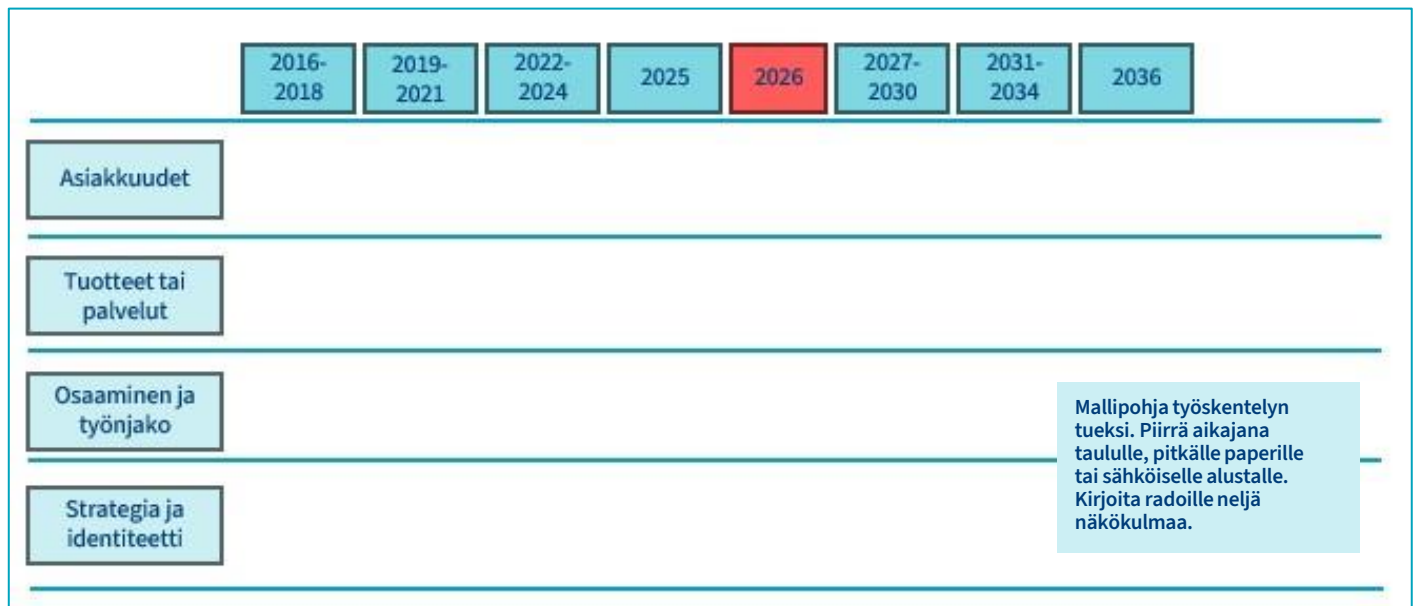 2016-
2018
2019-
2021
2022-
2024
2025
2026
2027-
2030
2031-
2034
2036
Asiakkuudet
Tuotteet tai
palvelut
Osaaminen ja
työnjako
Strategia ja
identiteetti
Mallipohja työskentelyn
tueksi. Piirrä aikajana
taululle, pitkälle paperille
tai sähköiselle alustalle.
Kirjoita radoille neljä
näkökulmaa.